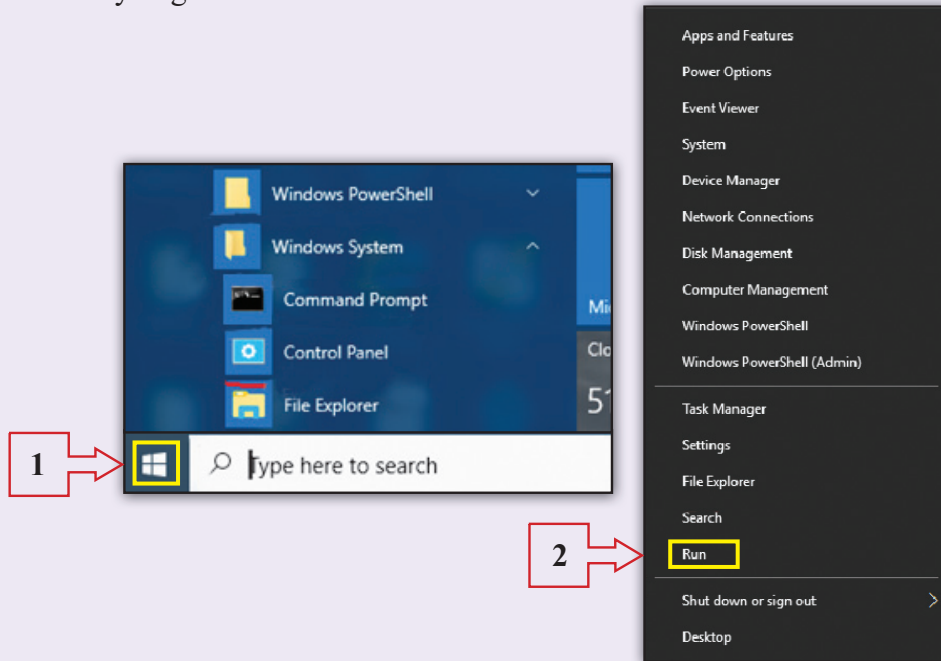 Windows PowerShell
Windows System
Command Prompt
Control Panel
File Explorer
Type here to search
1
Apps and Features
Power Options
Event Viewer
System
Device Manager
Network Connections
Disk Management
Computer Management
Windows PowerShell
Windows PowerShell (Admin)
Task Manager
Settings
File Explorer
Search
Run
Shut down or sign out
Desktop
2